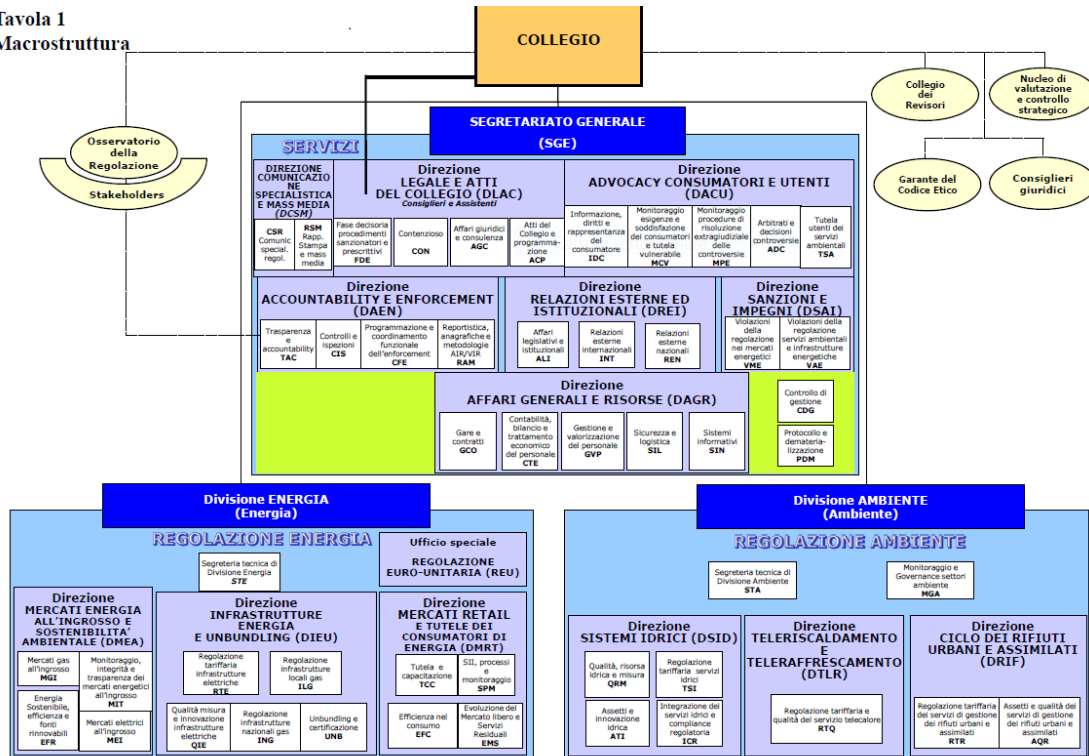 Tavola 1
Macrostruttura
COLLEGIO
Collegio
dei
Revisori
Nucleo di
valutazione
e controllo
strategico
Garante del
Codice Etico
Consiglieri
giuridici
Osservatorio
della
Regolazione
Stakeholders
SEGRETARIATO GENERALE
(SGE)
SERVIZI
DIREZIONE
COMUNICAZIO
NE
SPECIALISTICA
E MASS MEDIA
(DCSM)
CSR
Comunic
special.
regol.
RSM
Rapp.
Stampa
e mass
media
Direzione
LEGALE E ATTI
DEL COLLEGIO (DLAC)
Consiglieri e Assistenti
Fase decisoria
procedimenti
sanzionatori e
prescrittivi
FDE
Contenzioso
CON
Affari giuridici
e consulenza
AGC
Atti del
Collegio e
programma-
zione
ACP
Direzione
ADVOCACY CONSUMATORI E UTENTI
(DACU)
Informazione,
diritti e
rappresentanza
del
consumatore
IDC
Monitoraggio
esigenze e
soddisfazione
dei consumatori
e tutela
vulnerabile
MCV
Monitoraggio
procedure di
risoluzione
extragiudiziale
delle
controversie
MPE
Arbitrati e
decisioni
controversie
ADC
Tutela
utenti dei
servizi
ambientali
TSA
Direzione
ACCOUNTABILITY E ENFORCEMENT
(DAEN)
Trasparenza
e
accountability
TAC
Controlli e
ispezioni
CIS
Programmazione e
coordinamento
funzionale
dell'enforcement
CFE
Reportistica,
anagrafiche e
metodologie
AIR/VIR
RAM
Direzione
RELAZIONI ESTERNE ED
ISTITUZIONALI (DREI)
Affari
legislativi e
istituzionali
ALI
Relazioni
esterne
internazionali
INT
Relazioni
esterne
nazionali
REN
Direzione
SANZIONI E
IMPEGNI (DSAI)
Violazioni
della
regolazione
nei mercati
energetici
VME
Violazioni della
regolazione
servizi ambientali
e infrastrutture
energetiche
VAE
Direzione
AFFARI GENERALI E RISORSE (DAGR)
Gare e
contratti
GCO
Contabilità,
bilancio e
trattamento
economico
del personale
CTE
Gestione e
valorizzazione
del personale
GVP
Sicurezza e
logistica
SIL
Sistemi
informativi
SIN
Controllo di
gestione
CDG
Protocollo e
demateria-
lizzazione
PDM
Divisione ENERGIA
(Energia)
REGOLAZIONE ENERGIA
Segreteria tecnica di
Divisione Energia
STE
Ufficio speciale
REGOLAZIONE
EURO-UNITARIA (REU)
Direzione
MERCATI ENERGIA
ALL'INGROSSO E
SOSTENIBILITA'
AMBIENTALE (DMEA)
Mercati gas
all'ingrosso
MGI
Monitoraggio,
integrità e
trasparenza dei
mercati energetici
all'ingrosso
MIT
Energia
Sostenibile,
efficienza e
fonti
rinnovabili
EFR
Mercati elettrici
all'ingrosso
MEI
Direzione
INFRASTRUTTURE
ENERGIA
E UNBUNDLING (DIEU)
Regolazione
tariffaria
infrastrutture
elettriche
RTE
Regolazione
infrastrutture
locali gas
ILG
Qualità misura
e innovazione
infrastrutture
elettriche
QIE
Regolazione
infrastrutture
nazionali gas
ING
Unbundling e
certificazione
UNB
Direzione
MERCATI RETAIL
E TUTELE DEI
CONSUMATORI DI
ENERGIA (DMRT)
Tutela e
capacitazione
TCC
SII, processi e
monitoraggio
SPM
Efficienza nel
consumo
EFC
Evoluzione del
Mercato libero e
Servizi
Residuali
EMS
Divisione AMBIENTE
(Ambiente)
REGOLAZIONE AMBIENTE
Segreteria tecnica di
Divisione Ambiente
STA
Monitoraggio e
Governance settori
ambiente
MGA
Direzione
SISTEMI IDRICI (DSID)
Qualità, risorsa
idrica e misura
QRM
Regolazione
tariffaria servizi
idrici
TSI
Assetti e
innovazione
idrica
ATI
Integrazione dei
servizi idrici e
compliance
regolatoria
ICR
Direzione
TELERISCALDAMENTO
E
TELERAFFRESCAMENTO
(DTLR)
Regolazione tariffaria e
qualità del servizio telecalore
RTQ
Direzione
CICLO DEI RIFIUTI
URBANI E ASSIMILATI
(DRIF)
Regolazione tariffaria
dei servizi di gestione
dei rifiuti urbani e
assimilati
RTR
Assetti e qualità dei
servizi di gestione dei
rifiuti urbani e
assimilati
AQR